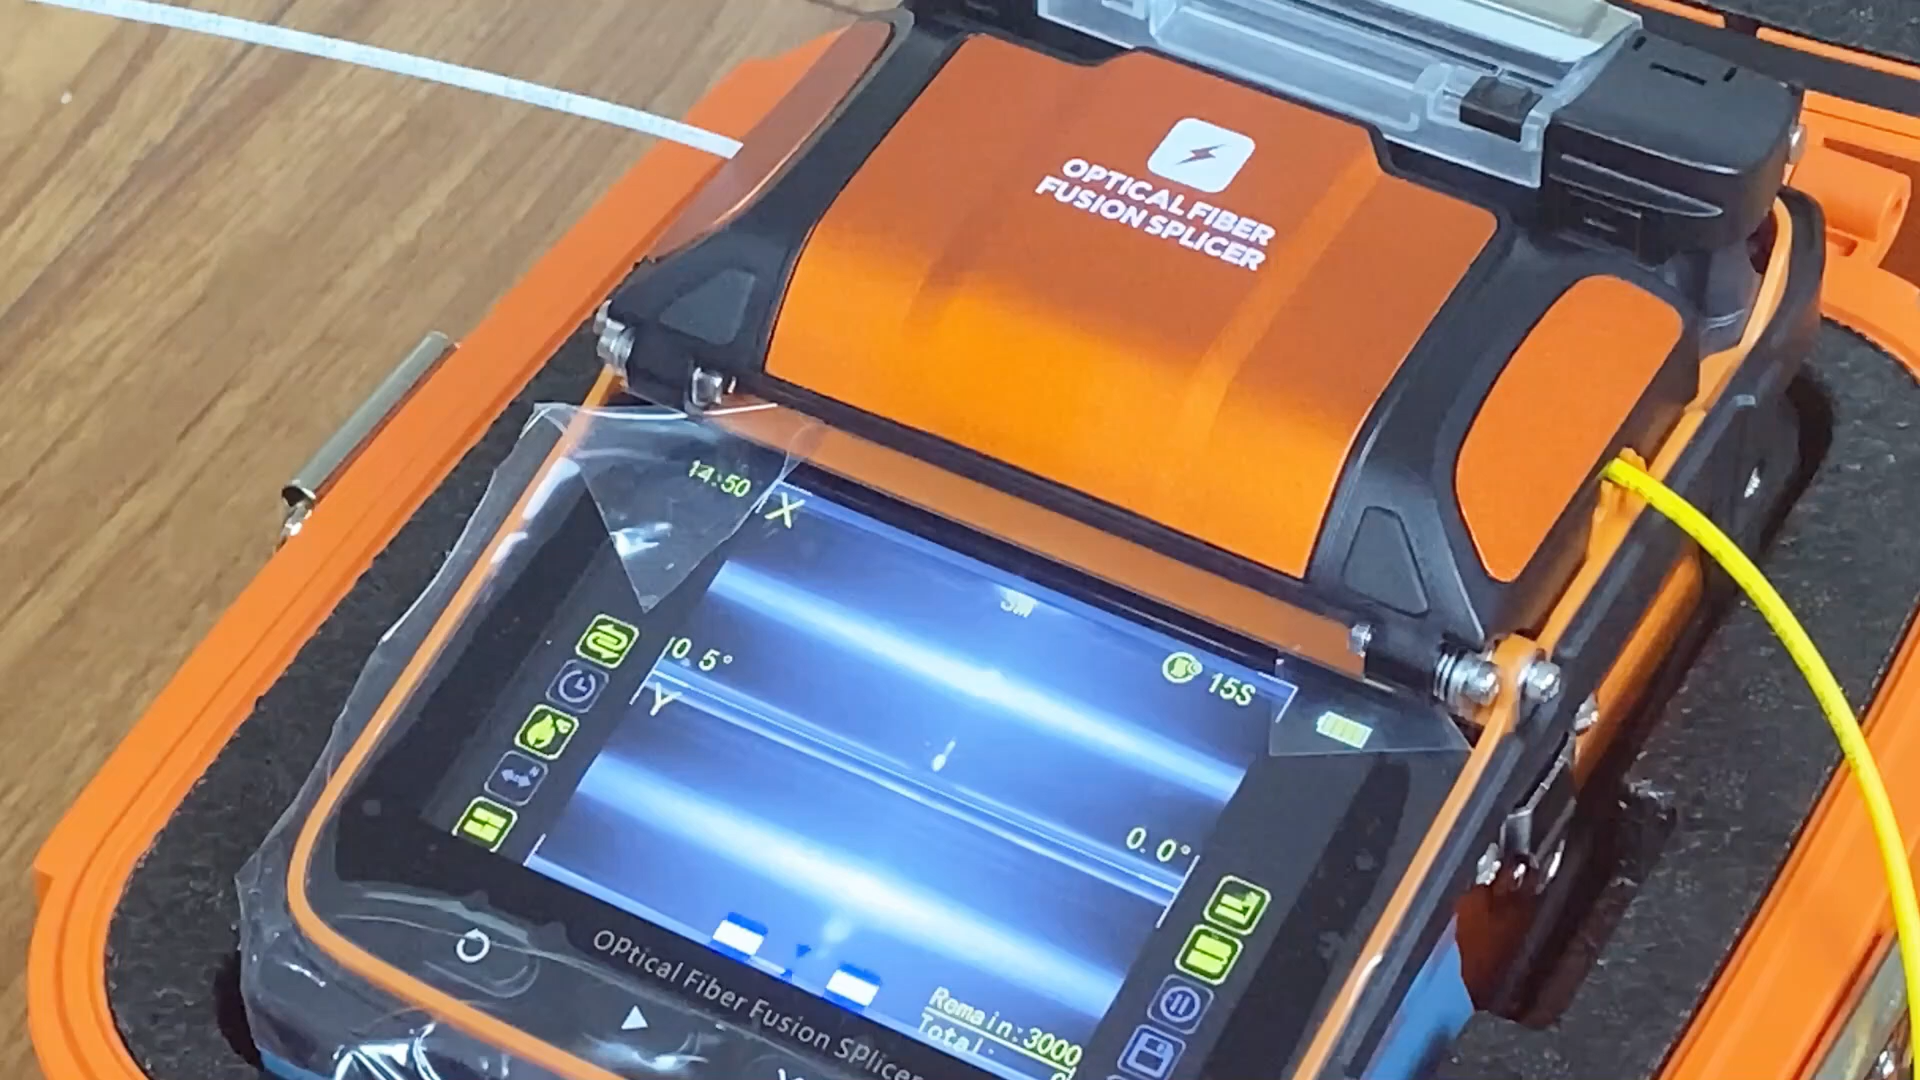 OPTICAL FIBER
FUSION SPLICER
14:50
X
SM
0.5°
15S
Y
0.0°
Remain:3000
Total:
0
Optical Fiber Fusion Splicer